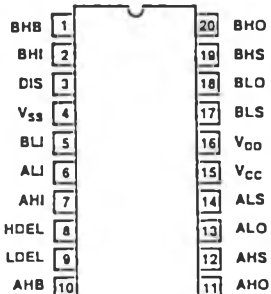 BHB 1 20 BHO
BHI 2 19 BHS
DIS 3 18 BLO
VSS 4 17 BLS
BLI 5 16 VDD
ALI 6 15 VCC
AHI 7 14 ALS
HDEL 8 13 ALO
LDEL 9 12 AHS
AHB 10 11 AHO